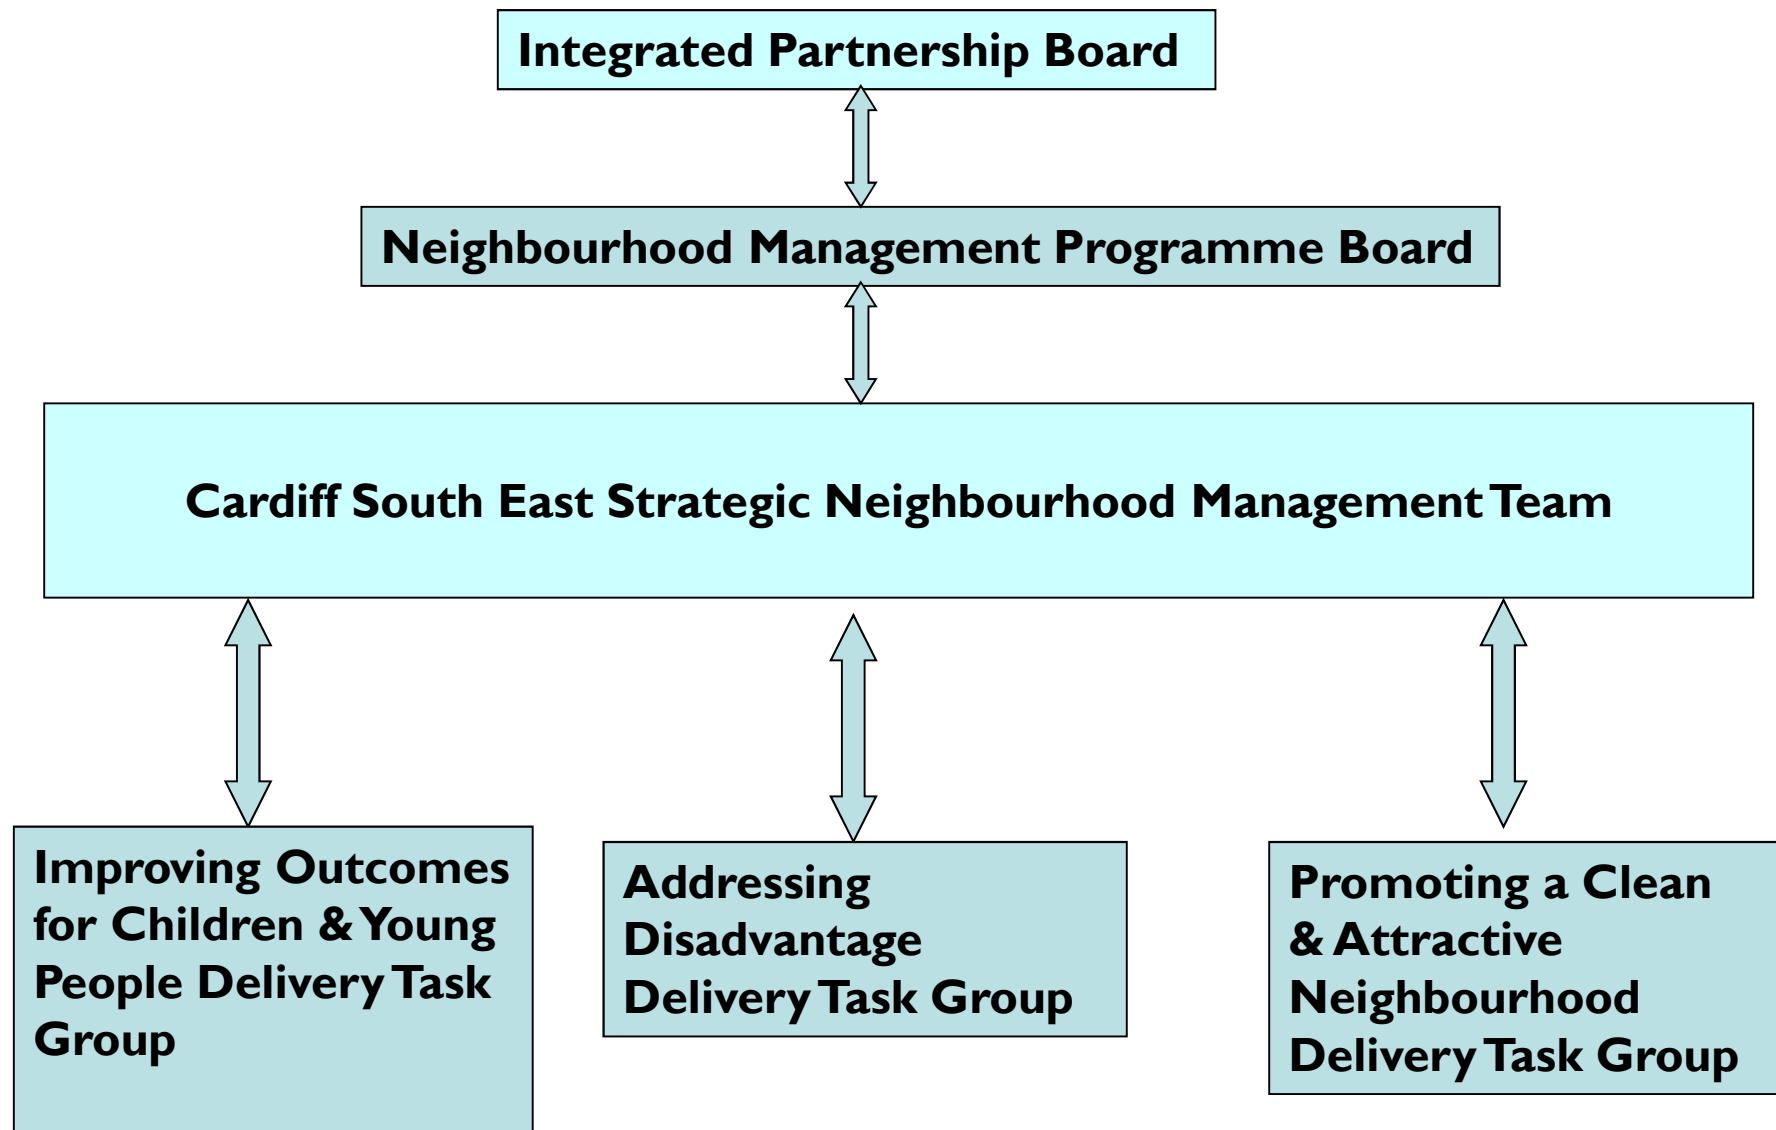 Integrated Partnership Board
Neighbourhood Management Programme Board
Cardiff South East Strategic Neighbourhood Management Team
Improving Outcomes
for Children & Young
People Delivery Task
Group
Addressing
Disadvantage
Delivery Task Group
Promoting a Clean
& Attractive
Neighbourhood
Delivery Task Group